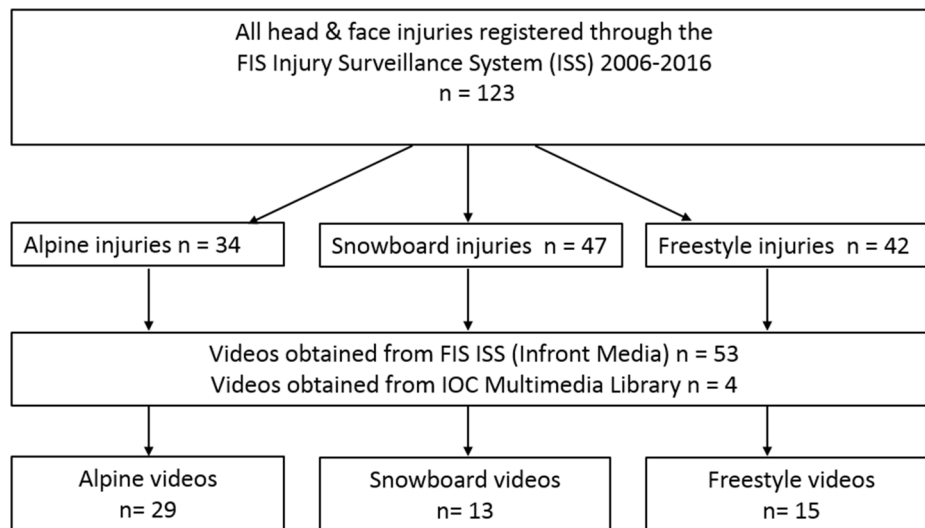 All head & face injuries registered through the
FIS Injury Surveillance System (ISS) 2006-2016
n = 123
Alpine injuries n = 34
Snowboard injuries n = 47
Freestyle injuries n = 42
Videos obtained from FIS ISS (Infront Media) n = 53
Videos obtained from IOC Multimedia Library n = 4
Alpine videos
n= 29
Snowboard videos
n= 13
Freestyle videos
n= 15